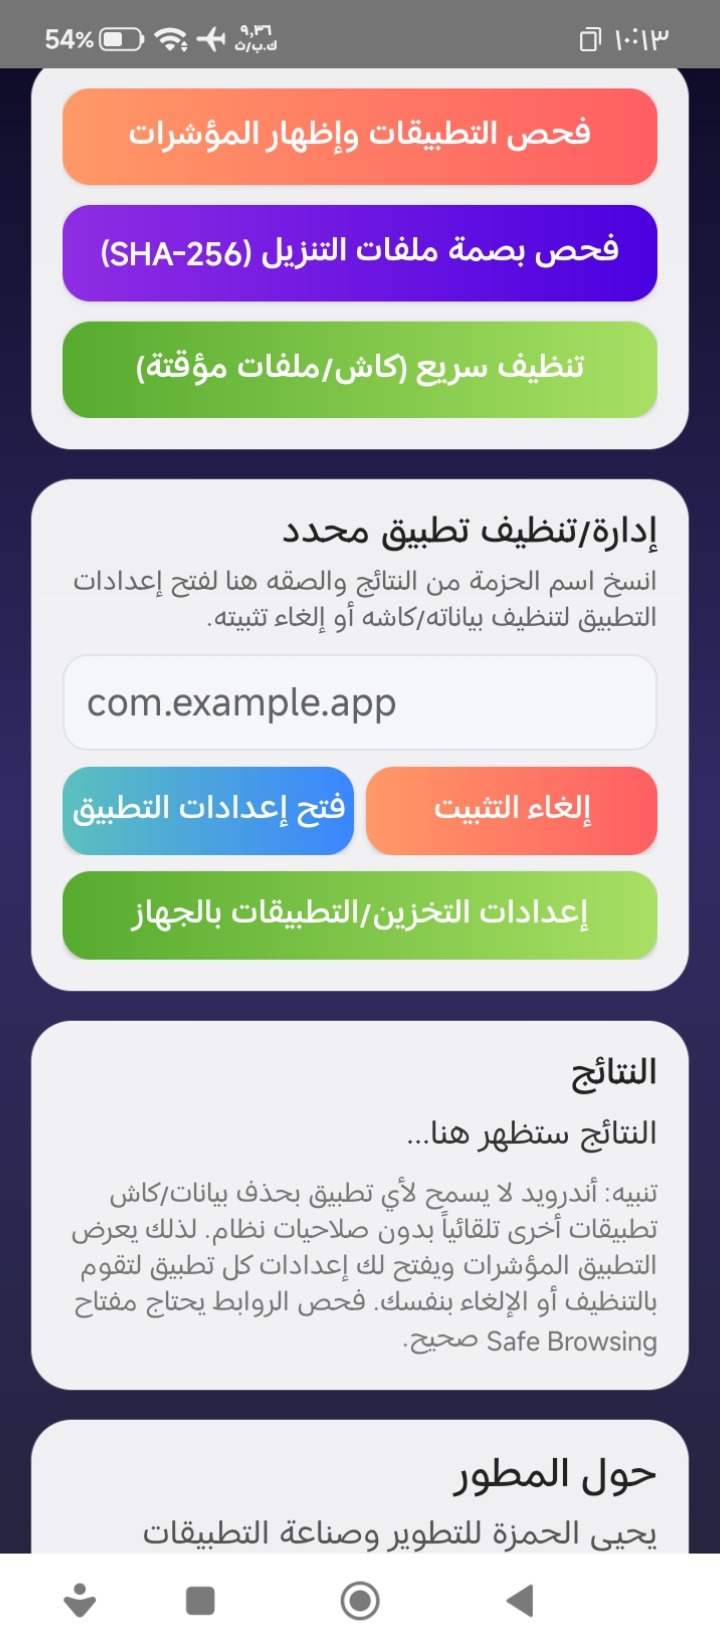 54%
٩,٣٦
ك.ب/ث
١٠:١٣
فحص التطبيقات وإظهار المؤشرات
فحص بصمة ملفات التنزيل (SHA-256)
تنظيف سريع (كاش/ملفات مؤقتة)
إدارة/تنظيف تطبيق محدد
انسخ اسم الحزمة من النتائج والصقه هنا لفتح إعدادات
التطبيق لتنظيف بياناته/كاشه أو إلغاء تثبيته.
com.example.app
إلغاء التثبيت
فتح إعدادات التطبيق
إعدادات التخزين/التطبيقات بالجهاز
النتائج
النتائج ستظهر هنا...
تنبيه: أندرويد لا يسمح لأي تطبيق بحذف بيانات/كاش
تطبيقات أخرى تلقائياً بدون صلاحيات نظام. لذلك يعرض
التطبيق المؤشرات ويفتح لك إعدادات كل تطبيق لتقوم
بالتنظيف أو الإلغاء بنفسك. فحص الروابط يحتاج مفتاح
Safe Browsing صحيح.
حول المطور
يحيى الحمزة للتطوير وصناعة التطبيقات